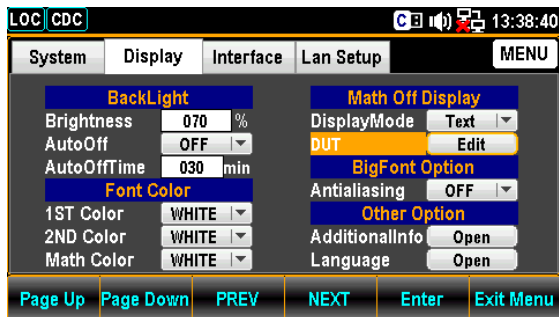 LOC CDC C 13:38:40
System Display Interface Lan Setup MENU
BackLight
Brightness 070 %
AutoOff OFF
AutoOffTime 030 min
Font Color
1ST Color WHITE
2ND Color WHITE
Math Color WHITE
Math Off Display
DisplayMode Text
DUT Edit
BigFont Option
Antialiasing OFF
Other Option
AdditionalInfo Open
Language Open
Page Up Page Down PREV NEXT Enter Exit Menu